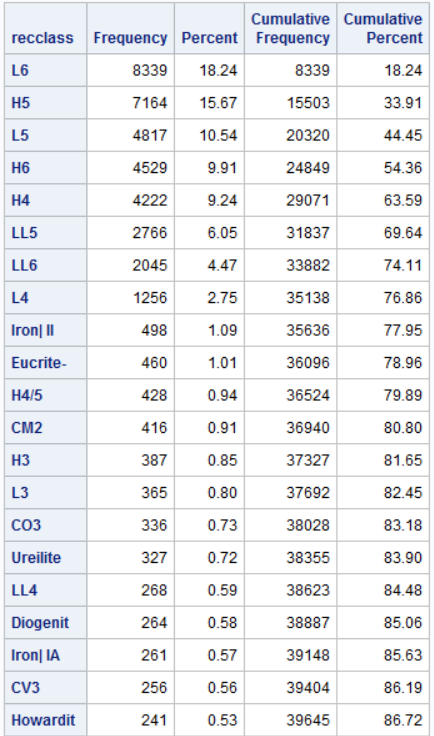 Cumulative Cumulative
recclass Frequency Percent Frequency Percent
L6 8339 18.24 8339 18.24
H5 7164 15.67 15503 33.91
L5 4817 10.54 20320 44.45
H6 4529 9.91 24849 54.36
H4 4222 9.24 29071 63.59
LL5 2766 6.05 31837 69.64
LL6 2045 4.47 33882 74.11
L4 1256 2.75 35138 76.86
Iron| II 498 1.09 35636 77.95
Eucrite- 460 1.01 36096 78.96
H4/5 428 0.94 36524 79.89
CM2 416 0.91 36940 80.80
H3 387 0.85 37327 81.65
L3 365 0.80 37692 82.45
CO3 336 0.73 38028 83.18
Ureilite 327 0.72 38355 83.90
LL4 268 0.59 38623 84.48
Diogenit 264 0.58 38887 85.06
Iron| IA 261 0.57 39148 85.63
CV3 256 0.56 39404 86.19
Howardit 241 0.53 39645 86.72